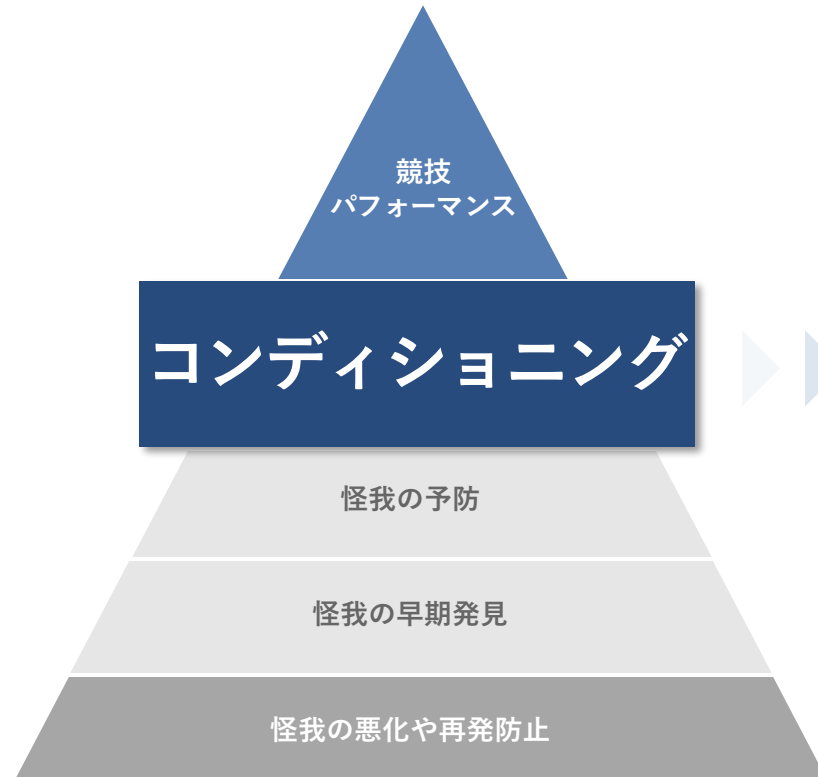 競技
パフォーマンス
コンディショニング
怪我の予防
怪我の早期発見
怪我の悪化や再発防止